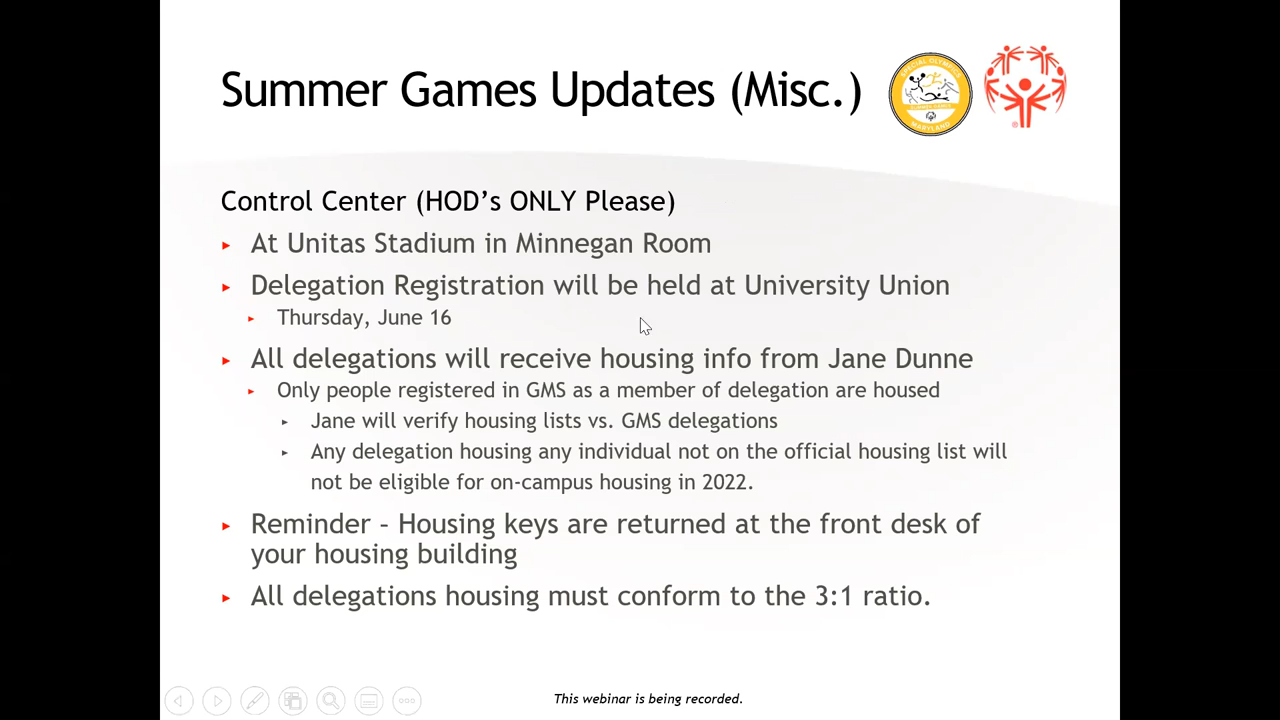 Summer Games Updates (Misc.)
SPECIAL OLYMPICS
SUMMER GAMES
MARYLAND
®
Control Center (HOD’s ONLY Please)
At Unitas Stadium in Minnegan Room
Delegation Registration will be held at University Union
Thursday, June 16
All delegations will receive housing info from Jane Dunne
Only people registered in GMS as a member of delegation are housed
Jane will verify housing lists vs. GMS delegations
Any delegation housing any individual not on the official housing list will
not be eligible for on-campus housing in 2022.
Reminder – Housing keys are returned at the front desk of
your housing building
All delegations housing must conform to the 3:1 ratio.
This webinar is being recorded.